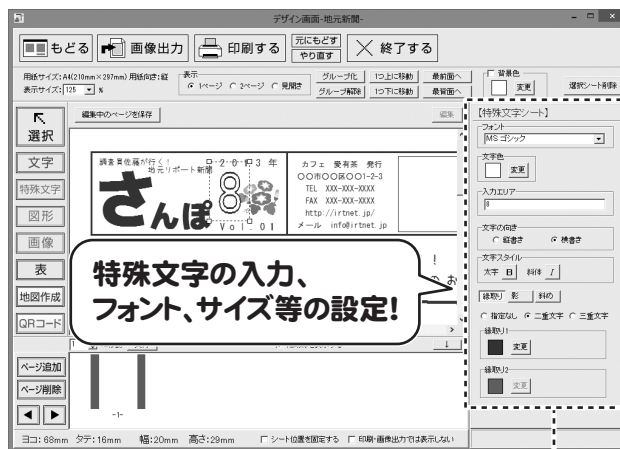 デザイン画面-地元新聞-
もどる 画像出力 印刷する 元にもどす やり直す 終了する
用紙サイズ:A4(210mm×297mm) 用紙向き:縦
表示サイズ: 125 %
表示
1ページ 2ページ 見開き
グループ化 1つ上に移動 最前面へ
グループ解除 1つ下に移動 最背面へ
背景色
変更
選択シート削除
選択
文字
特殊文字
図形
画像
表
地図作成
QRコード
ページ追加
ページ削除
編集中のページを保存
編集
調査員佐藤が行く!
地元リポート新聞
さんぽ
2013年
8
Vol.01
カフェ 愛有茶 発行
○○市○○区○○1-2-3
TEL XXX-XXX-XXXX
FAX XXX-XXX-XXXX
http://irtnet.jp/
メール info@irtnet.jp
特殊文字の入力、
フォント、サイズ等の設定!
-1-
【特殊文字シート】
フォント
MS ゴシック
文字色
変更
入力エリア
8
文字の向き
縦書き 横書き
文字スタイル
太字 B 斜体 I
縁取り 影 斜め
指定なし 二重文字 三重文字
縁取り1
変更
縁取り2
変更
ヨコ:68mm タテ:16mm 幅:20mm 高さ:29mm シート位置を固定する 印刷・画像出力では表示しない